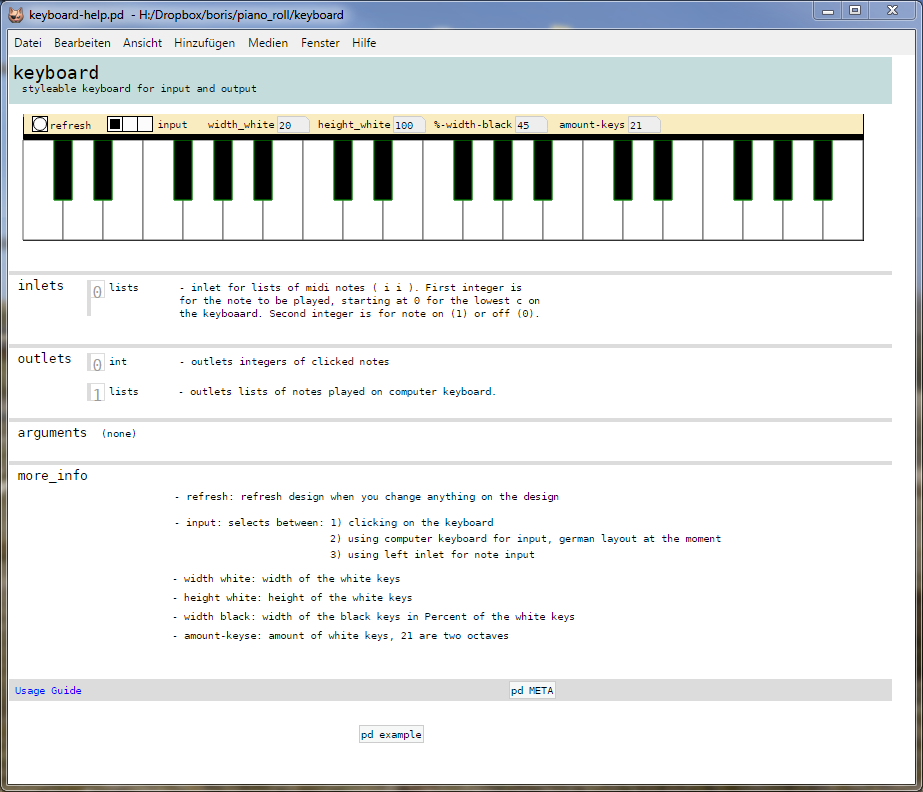 keyboard-help.pd - H:/Dropbox/boris/piano_roll/keyboard
Datei Bearbeiten Ansicht Hinzufügen Medien Fenster Hilfe
keyboard
styleable keyboard for input and output
refresh input width_white 20 height_white 100 %-width-black 45 amount-keys 21
inlets 0 lists - inlet for lists of midi notes ( i i ). First integer is
for the note to be played, starting at 0 for the lowest c on
the keyboaard. Second integer is for note on (1) or off (0).
outlets 0 int - outlets integers of clicked notes
1 lists - outlets lists of notes played on computer keyboard.
arguments (none)
more_info
- refresh: refresh design when you change anything on the design
- input: selects between: 1) clicking on the keyboard
2) using computer keyboard for input, german layout at the moment
3) using left inlet for note input
- width white: width of the white keys
- height white: height of the white keys
- width black: width of the black keys in Percent of the white keys
- amount-keyse: amount of white keys, 21 are two octaves
Usage Guide pd META
pd example